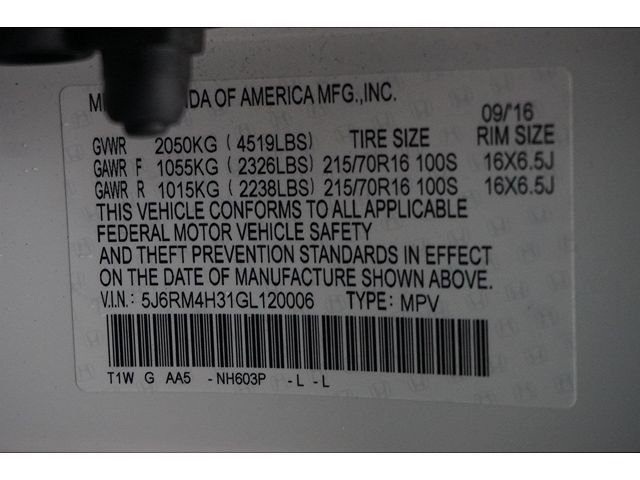 OF AMERICA MFG.,INC.
09/16
GVWR 2050KG ( 4519LBS) TIRE SIZE RIM SIZE
GAWR F 1055KG ( 2326LBS) 215/70R16 100S 16X6.5J
GAWR R 1015KG ( 2238LBS) 215/70R16 100S 16X6.5J
THIS VEHICLE CONFORMS TO ALL APPLICABLE
FEDERAL MOTOR VEHICLE SAFETY
AND THEFT PREVENTION STANDARDS IN EFFECT
ON THE DATE OF MANUFACTURE SHOWN ABOVE.
V.I.N.: 5J6RM4H31GL120006 TYPE: MPV
T1W G AA5 -NH603P -L -L